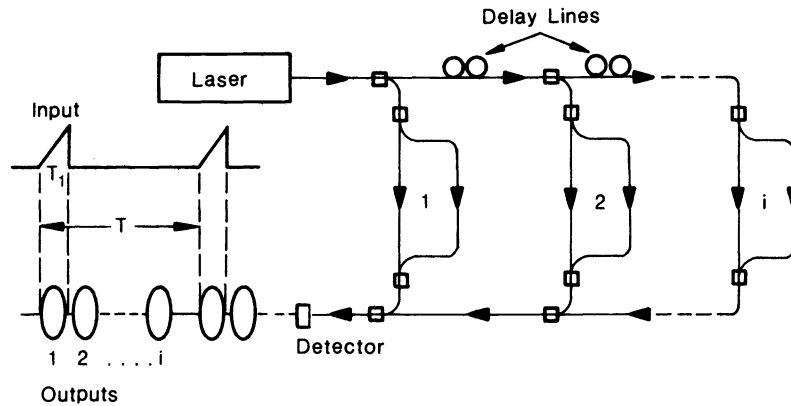 Delay Lines
Laser
Input
T₁
T
1
2
i
1 2 . . . . i
Detector
Outputs